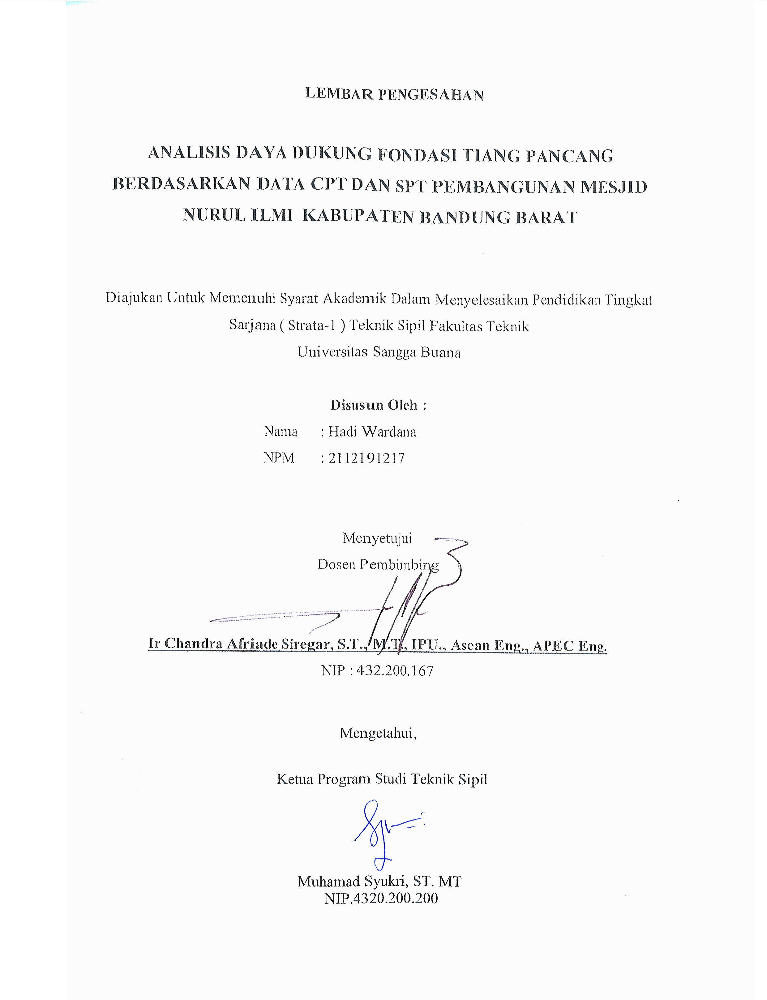 LEMBAR PENGESAHAN
ANALISIS DAYA DUKUNG FONDASI TIANG PANCANG
BERDASARKAN DATA CPT DAN SPT PEMBANGUNAN MESJID
NURUL ILMI KABUPATEN BANDUNG BARAT
Diajukan Untuk Memenuhi Syarat Akademik Dalam Menyelesaikan Pendidikan Tingkat
Sarjana ( Strata-1 ) Teknik Sipil Fakultas Teknik
Universitas Sangga Buana
Disusun Oleh :
Nama : Hadi Wardana
NPM : 2112191217
Menyetujui
Dosen Pembimbing
Ir Chandra Afriade Siregar, S.T., M.T., IPU., Asean Eng., APEC Eng.
NIP : 432.200.167
Mengetahui,
Ketua Program Studi Teknik Sipil
Muhamad Syukri, ST. MT
NIP.4320.200.200